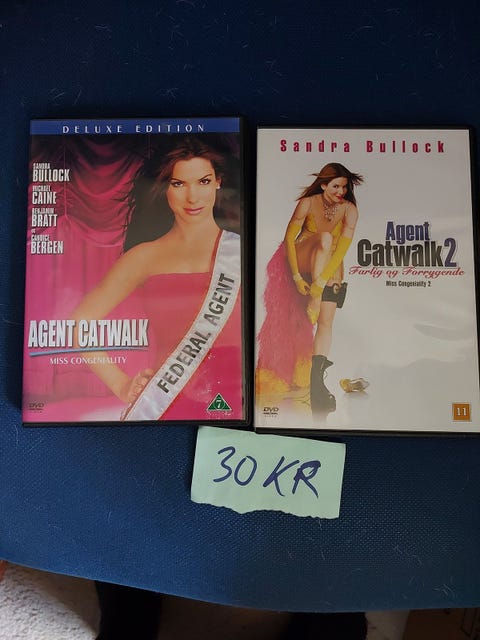 DELUXE EDITION
SANDRA
BULLOCK
MICHAEL
CAINE
BENJAMIN
BRATT
CANDICE
BERGEN
FEDERAL AGENT
AGENT CATWALK
MISS CONGENIALITY
DVD
7
Sandra Bullock
Agent
Catwalk 2
Farlig og Forrygende
Miss Congeniality 2
DVD
11
30 KR